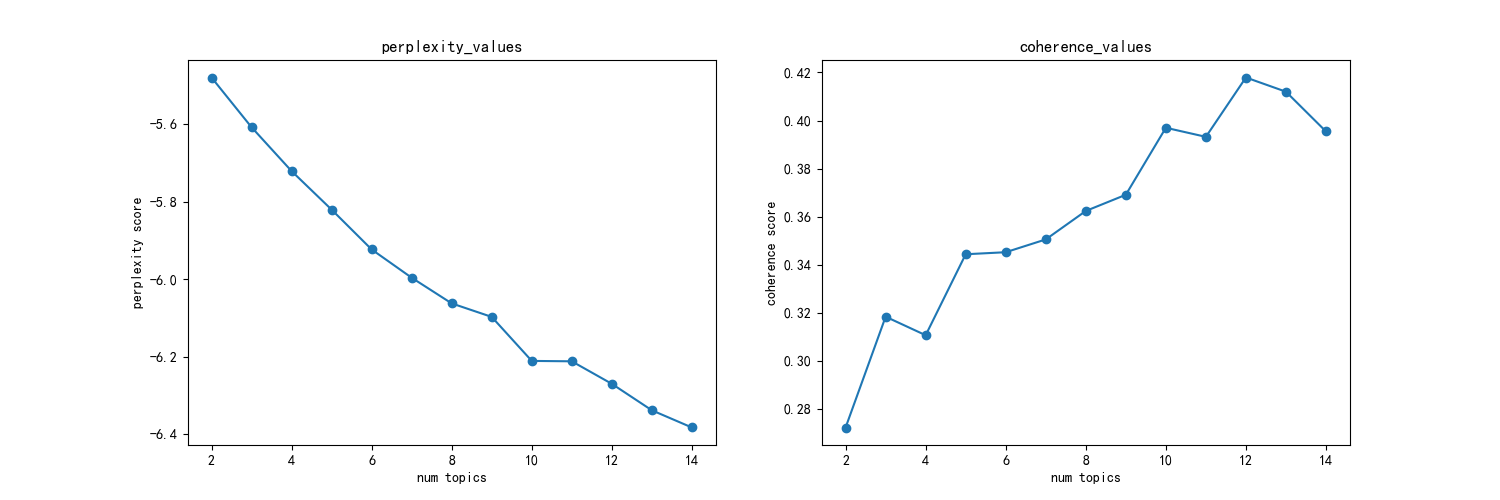 perplexity_values
perplexity score
-5.6
-5.8
-6.0
-6.2
-6.4
2 4 6 8 10 12 14
num topics
coherence_values
coherence score
0.42
0.40
0.38
0.36
0.34
0.32
0.30
0.28
2 4 6 8 10 12 14
num topics